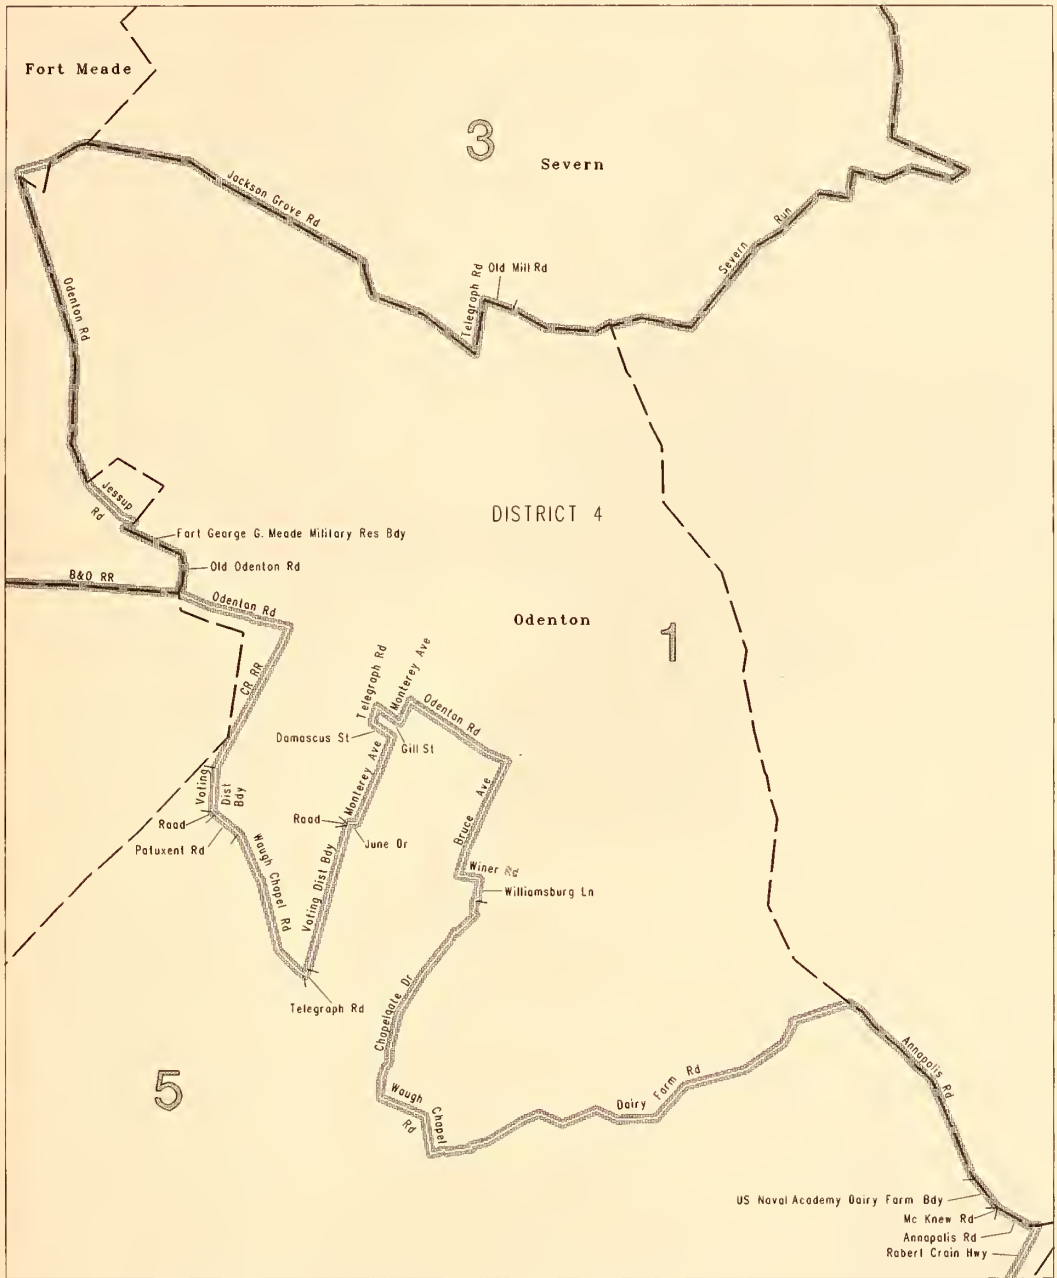 Fort Meade
3
Severn
Jackson Grove Rd
Telegraph Rd
Old Mill Rd
Severn Run
Odenton Rd
Jessup Rd
DISTRICT 4
Fort George G. Meade Military Res Bdy
Old Odenton Rd
B&O RR
Odenton Rd
Odenton
1
CR RR
Telegraph Rd
Monterey Ave
Odenton Rd
Damascus St
Gill St
Monterey Ave
Voting Dist Bdy
Road
Patuxent Rd
Waugh Chapel Rd
Road
June Dr
Voting Dist Bdy
Bruce Ave
Winer Rd
Williamsburg Ln
Telegraph Rd
Chapelgate Dr
Annapolis Rd
5
Waugh Chapel Rd
Dairy Farm Rd
US Naval Academy Dairy Farm Bdy
Mc Knew Rd
Annapolis Rd
Robert Crain Hwy